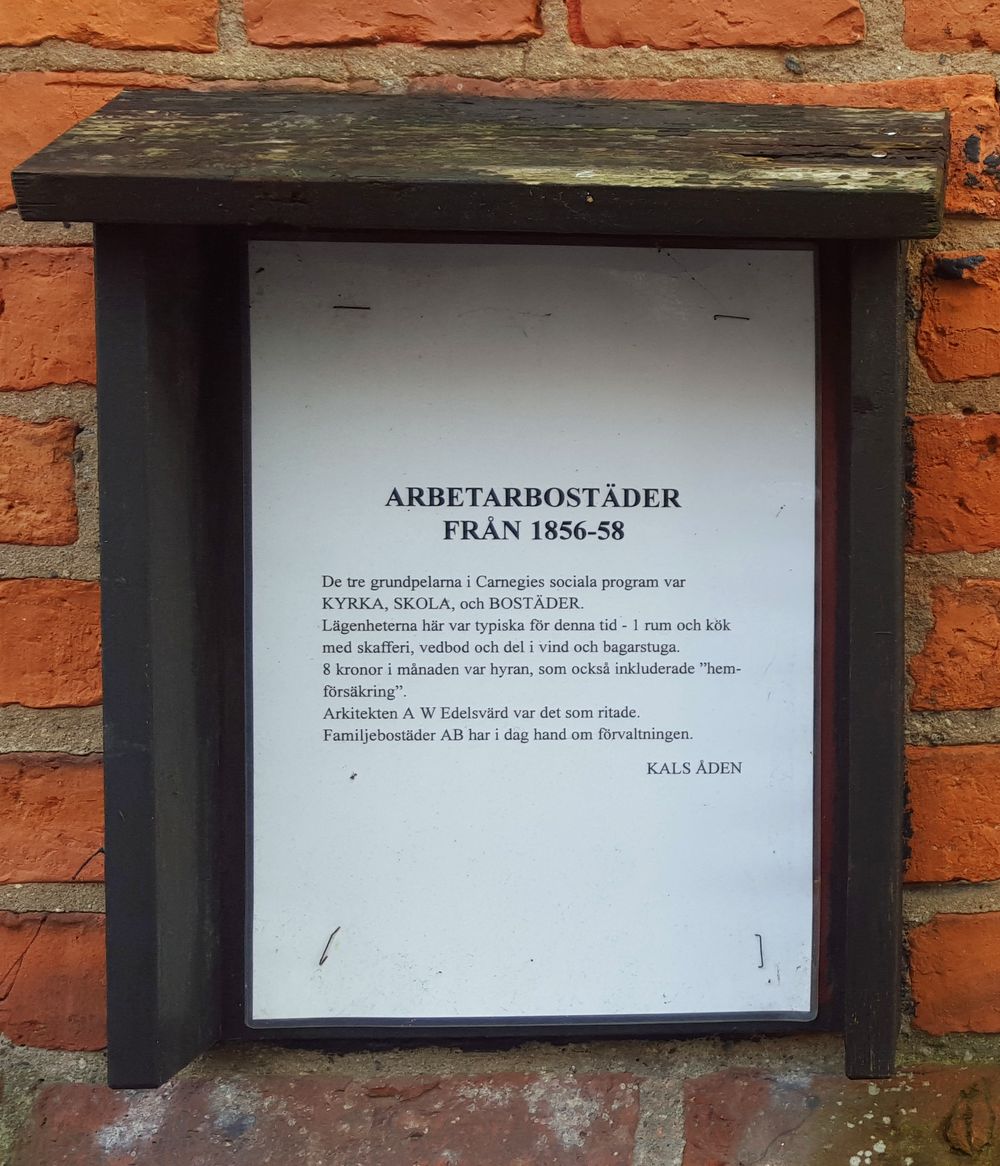 ARBETARBOSTÄDER
FRÅN 1856-58
De tre grundpelarna i Carnegies sociala program var
KYRKA, SKOLA, och BOSTÄDER.
Lägenheterna här var typiska för denna tid - 1 rum och kök
med skafferi, vedbod och del i vind och bagarstuga.
8 kronor i månaden var hyran, som också inkluderade ”hem-
försäkring”.
Arkitekten A W Edelsvärd var det som ritade.
Familjebostäder AB har i dag hand om förvaltningen.
KALS ÅDEN